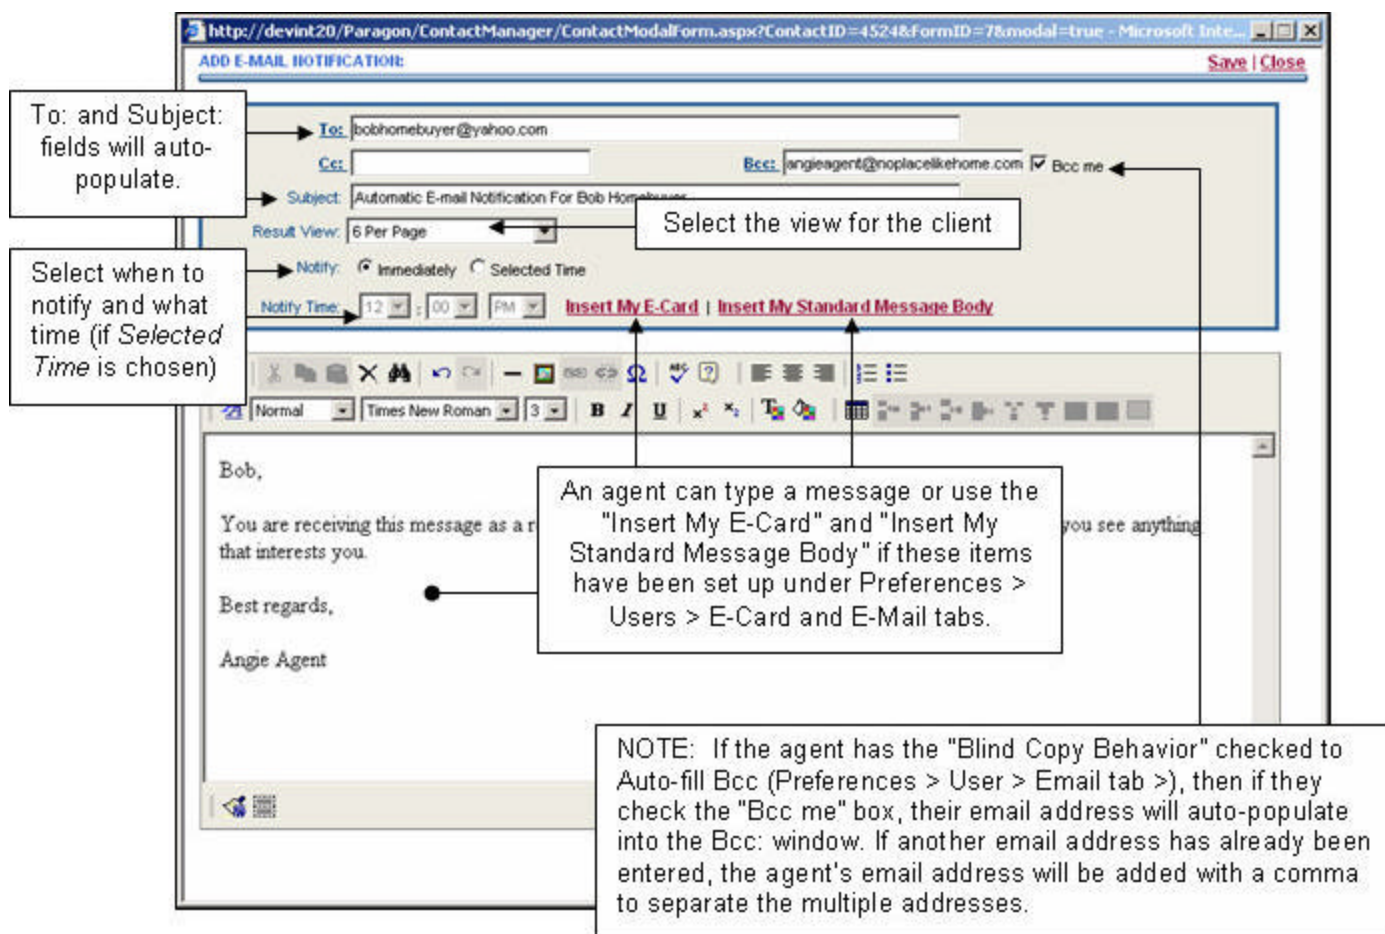 http://devint20/Paragon/ContactManager/ContactModalForm.aspx?ContactID=4524&FormID=7&modal=true - Microsoft Inte...
ADD E-MAIL NOTIFICATION:
Save | Close
To: and Subject:
fields will auto-
populate.
To: bobhomebuyer@yahoo.com
Cc:
Bcc: angieagent@noplacelikehome.com Bcc me
Subject: Automatic E-mail Notification For Bob Homebuyer
Result View: 6 Per Page
Select the view for the client
Select when to
notify and what
time (if Selected
Time is chosen)
Notify: Immediately Selected Time
Notify Time: 12 : 00 PM Insert My E-Card | Insert My Standard Message Body
Normal Times New Roman 3 B I U x² x₂
Bob,
You are receiving this message as a r you see anything
that interests you.
Best regards,
Angie Agent
An agent can type a message or use the
"Insert My E-Card" and "Insert My
Standard Message Body" if these items
have been set up under Preferences >
Users > E-Card and E-Mail tabs.
NOTE: If the agent has the "Blind Copy Behavior" checked to
Auto-fill Bcc (Preferences > User > Email tab >), then if they
check the "Bcc me" box, their email address will auto-populate
into the Bcc: window. If another email address has already been
entered, the agent's email address will be added with a comma
to separate the multiple addresses.